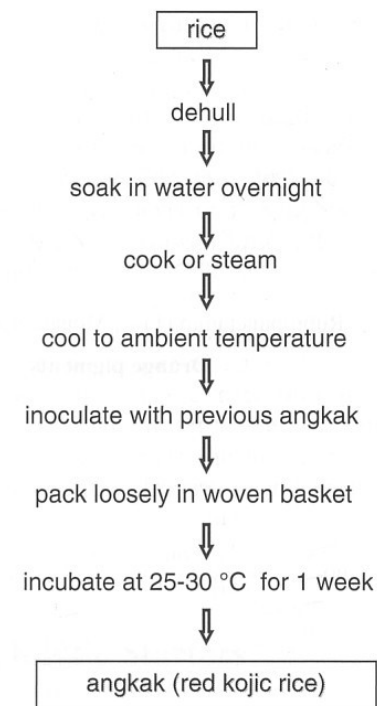 rice
dehull
soak in water overnight
cook or steam
cool to ambient temperature
inoculate with previous angkak
pack loosely in woven basket
incubate at 25-30 °C for 1 week
angkak (red kojic rice)